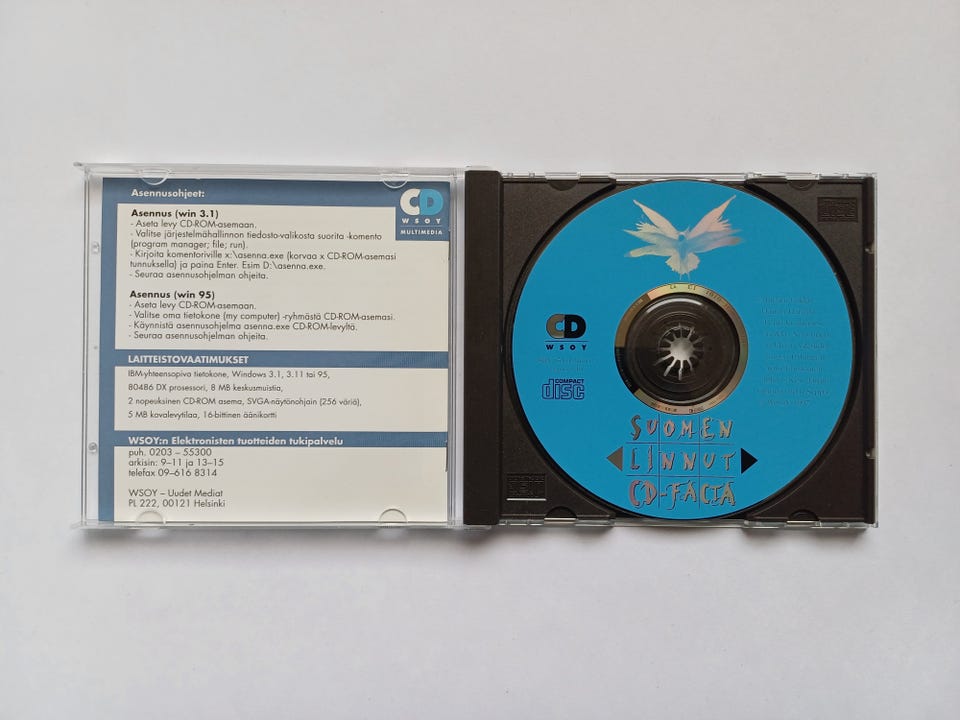 Asennusohjeet:
CD
WSOY
MULTIMEDIA
Asennus (win 3.1)
- Aseta levy CD-ROM-asemaan.
- Valitse järjestelmähallinnon tiedosto-valikosta suorita -komento
(program manager; file; run).
- Kirjoita komentoriville x:\asenna.exe (korvaa x CD-ROM-asemasi
tunnuksella) ja paina Enter. Esim D:\asenna.exe.
- Seuraa asennusohjelman ohjeita.
Asennus (win 95)
- Aseta levy CD-ROM-asemaan.
- Valitse oma tietokone (my computer) -ryhmästä CD-ROM-asemasi.
- Käynnistä asennusohjelma asenna.exe CD-ROM-levyltä.
- Seuraa asennusohjelman ohjeita.
LAITTEISTOVAATIMUKSET
IBM-yhteensopiva tietokone, Windows 3.1, 3.11 tai 95,
80486 DX prosessori, 8 MB keskusmuistia,
2 nopeuksinen CD-ROM asema, SVGA-näytönohjain (256 väriä),
5 MB kovalevytilaa, 16-bittinen äänikortti
WSOY:n Elektronisten tuotteiden tukipalvelu
puh. 0203 – 55300
arkisin: 9–11 ja 13–15
telefax 09–616 8314
WSOY – Uudet Mediat
PL 222, 00121 Helsinki
CD
WSOY
COMPACT
disc
SUOMEN
LINNUT
CD-FACTA